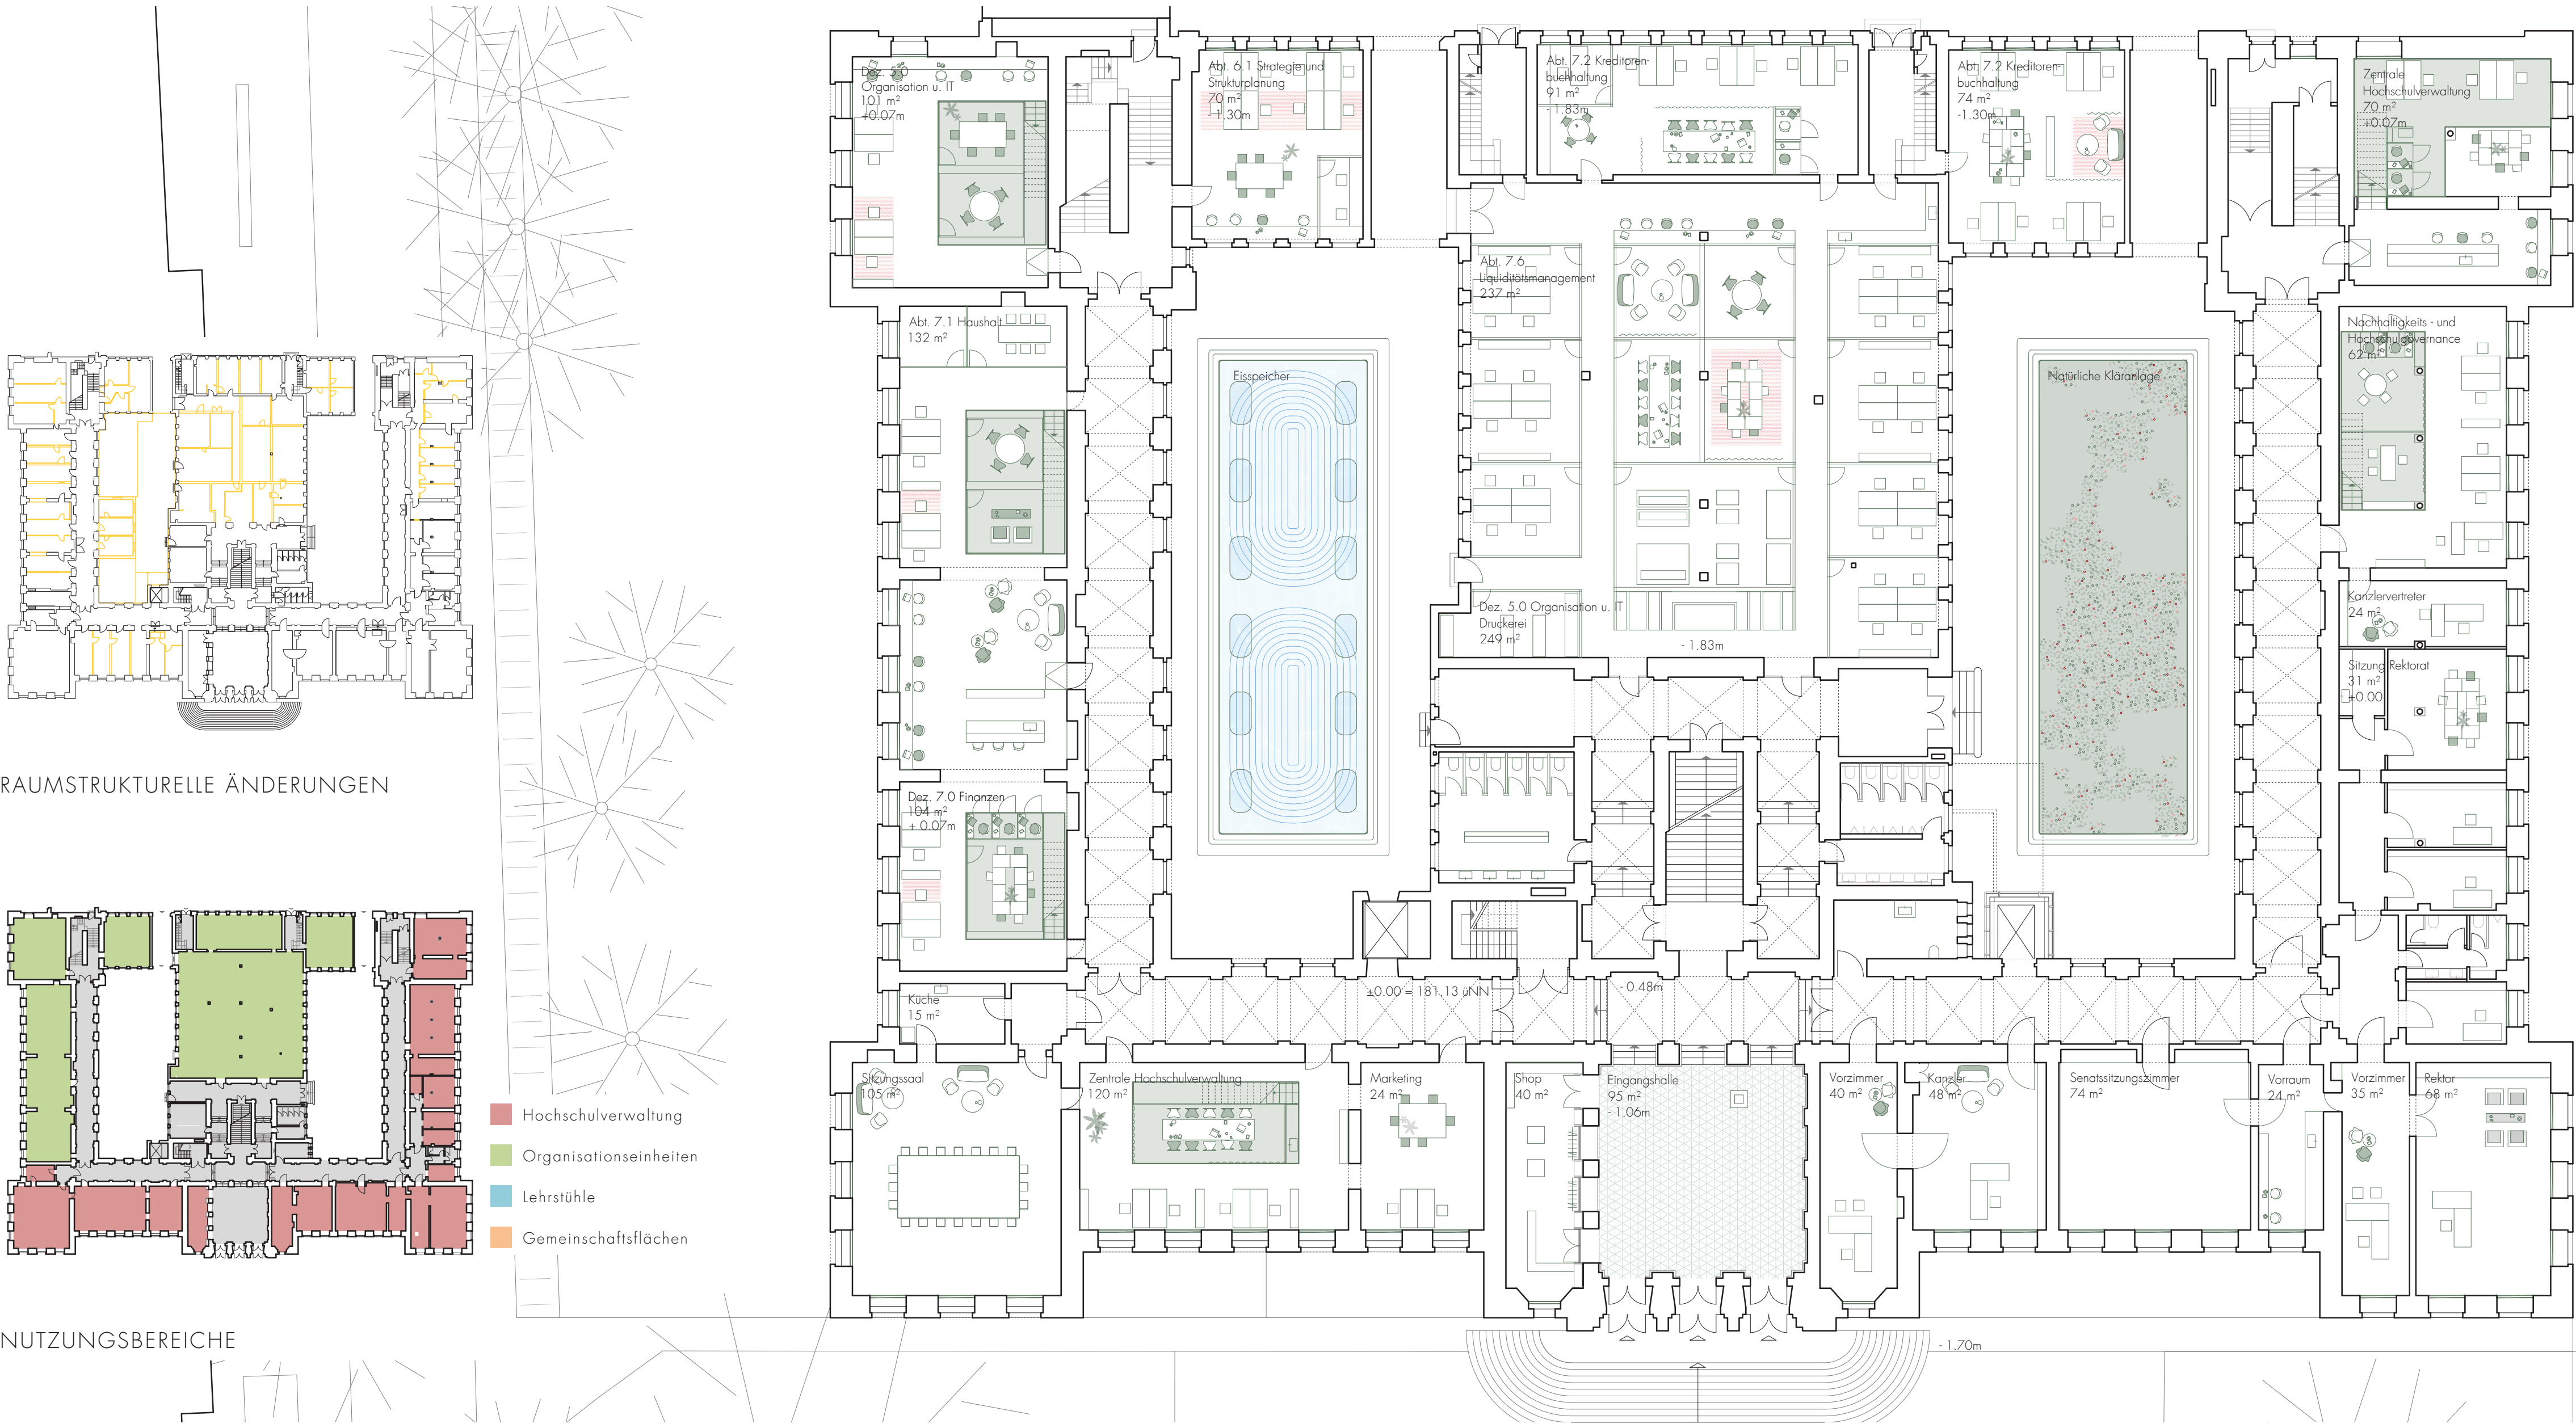 RAUMSTRUKTURELLE ÄNDERUNGEN
Hochschulverwaltung
Organisationseinheiten
Lehrstühle
Gemeinschaftsflächen
NUTZUNGSBEREICHE
Dez. 5.0
Organisation u. IT
101 m²
+0.07m
Abt. 6.1 Strategie und
Strukturplanung
70 m²
- 1.30m
Abt. 7.2 Kreditoren-
buchhaltung
91 m²
- 1.83m
Abt. 7.2 Kreditoren-
buchhaltung
74 m²
-1.30m
Zentrale
Hochschulverwaltung
70 m²
+0.07m
Abt. 7.1 Haushalt
132 m²
Eisspeicher
Abt. 7.6
Liquiditätsmanagement
237 m²
Natürliche Kläranlage
Nachhaltigkeits - und
Hochschulgovernance
62 m²
Dez. 5.0 Organisation u. IT
Druckerei
249 m²
- 1.83m
Kanzlervertreter
24 m²
Sitzung Rektorat
31 m²
±0.00
Dez. 7.0 Finanzen
104 m²
+ 0.07m
Küche
15 m²
±0.00 = 181,13 üNN
- 0.48m
Sitzungssaal
105 m²
Zentrale Hochschulverwaltung
120 m²
Marketing
24 m²
Shop
40 m²
Eingangshalle
95 m²
- 1.06m
Vorzimmer
40 m²
Kanzler
48 m²
Senatssitzungszimmer
74 m²
Vorraum
24 m²
Vorzimmer
35 m²
Rektor
68 m²
- 1.70m